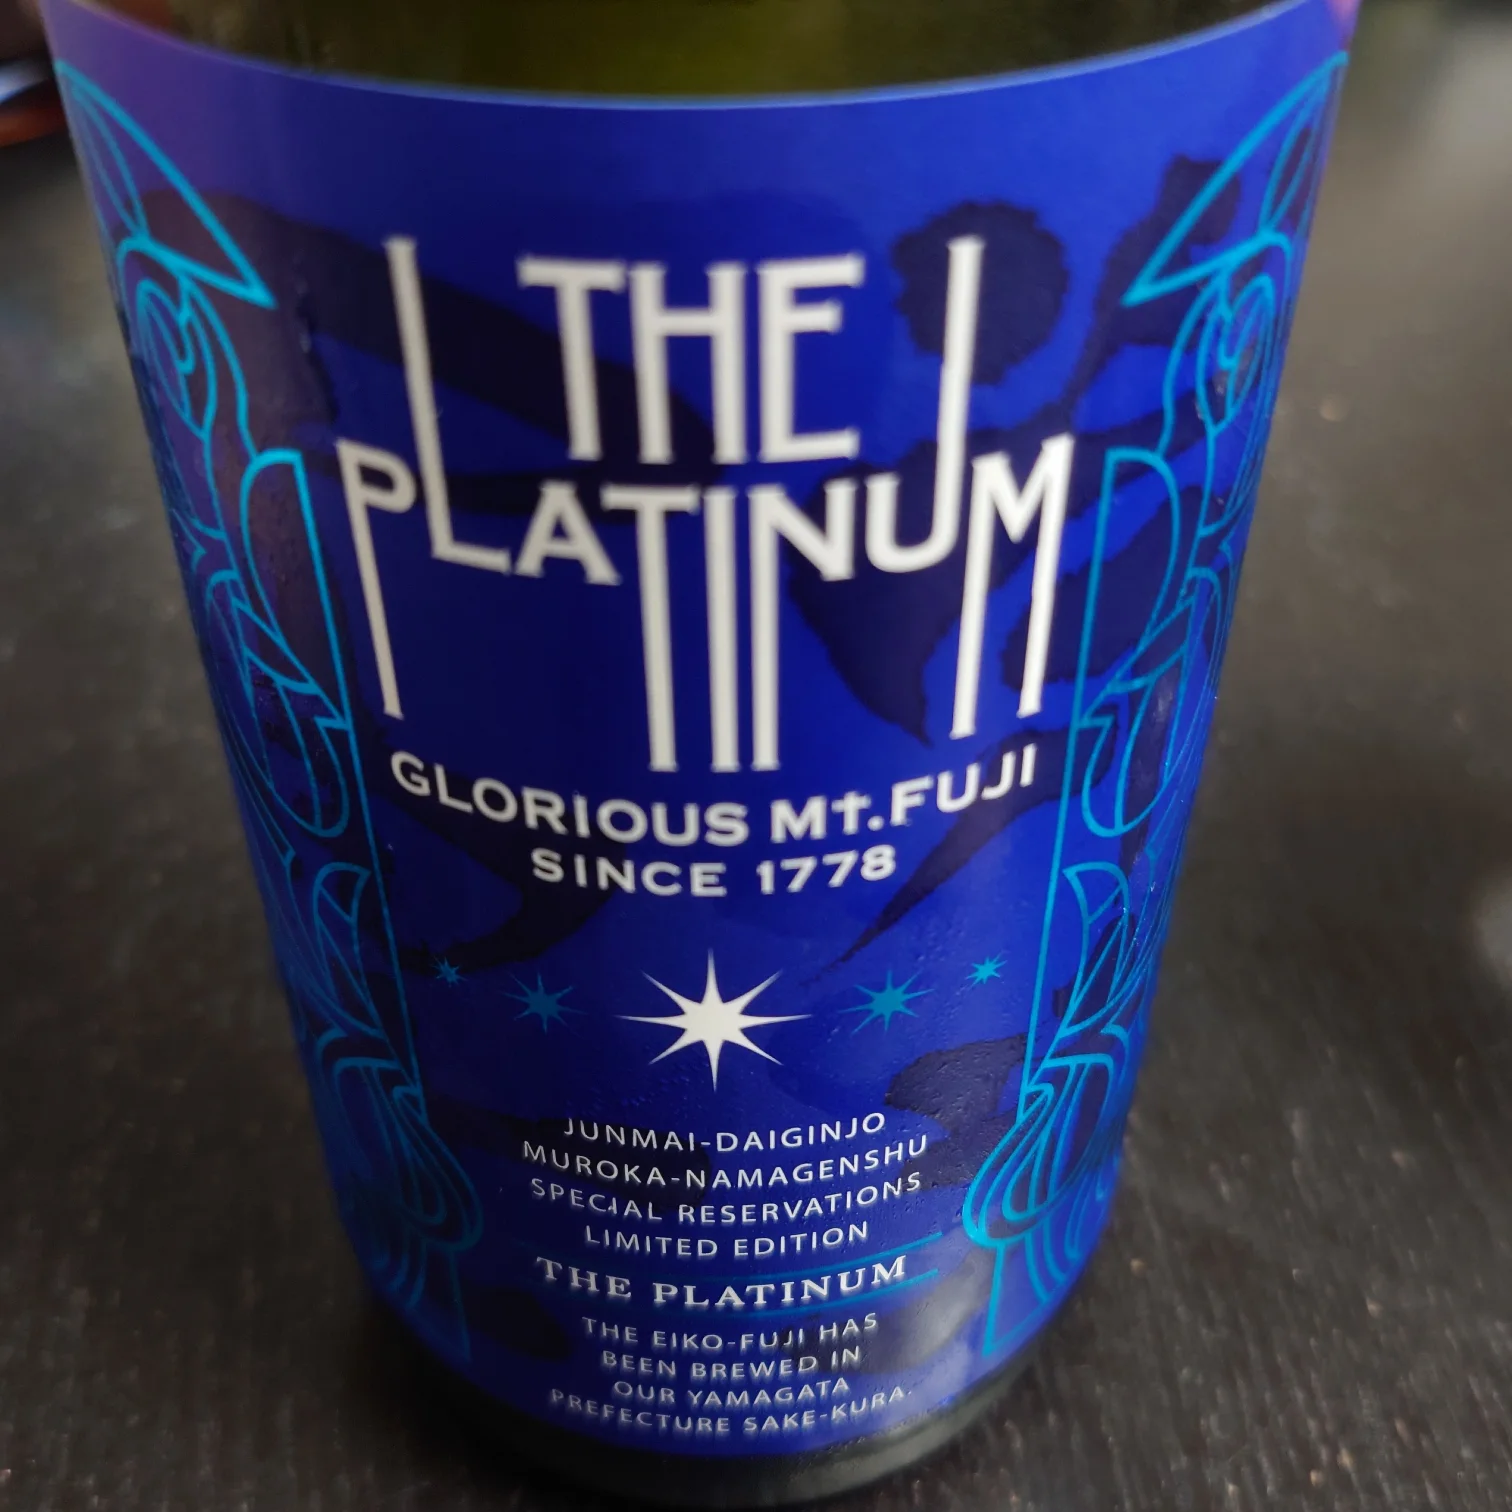 THE
PLATINUM
GLORIOUS Mt.FUJI
SINCE 1778
JUNMAI-DAIGINJO
MUROKA-NAMAGENSHU
SPECIAL RESERVATIONS
LIMITED EDITION
THE PLATINUM
THE EIKO-FUJI HAS
BEEN BREWED IN
OUR YAMAGATA
PREFECTURE SAKE-KURA.